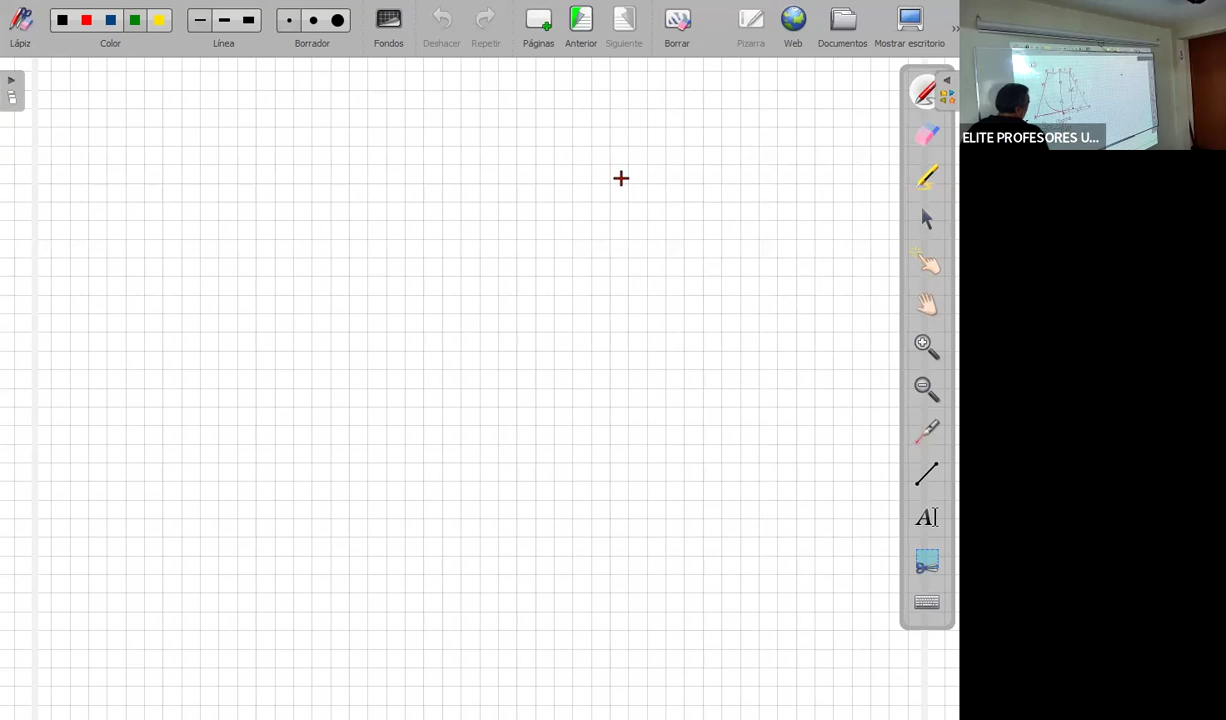 Lápiz
Color
Línea
Borrador
Fondos
Deshacer
Repetir
Páginas
Anterior
Siguiente
Borrar
Pizarra
Web
Documentos
Mostrar escritorio
ELITE PROFESORES U...